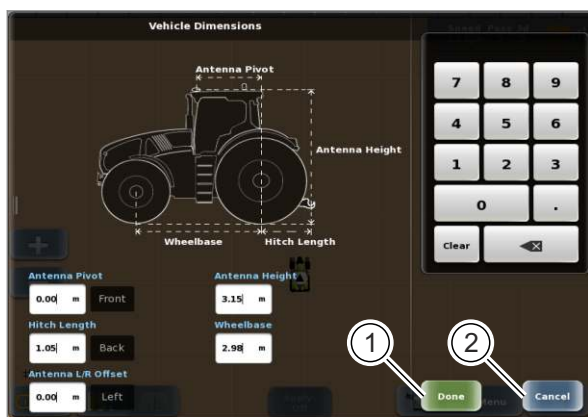 Vehicle Dimensions
Antenna Pivot
Antenna Height
Wheelbase
Hitch Length
Antenna Pivot
0.00 m
Front
Antenna Height
3.15 m
Hitch Length
1.05 m
Back
Wheelbase
2.98 m
Antenna L/R Offset
0.00 m
Left
7 8 9
4 5 6
1 2 3
0 .
Clear
1
2
Done
Menu
Cancel